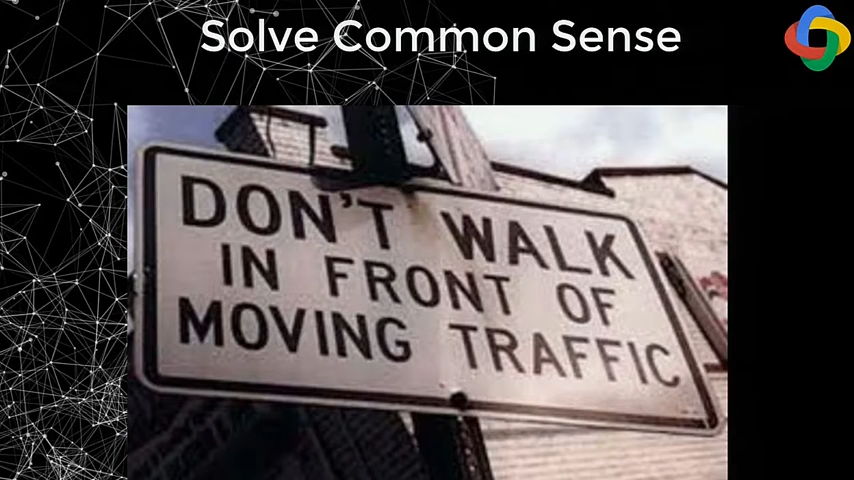 Solve Common Sense
DON'T WALK
IN FRONT OF
MOVING TRAFFIC